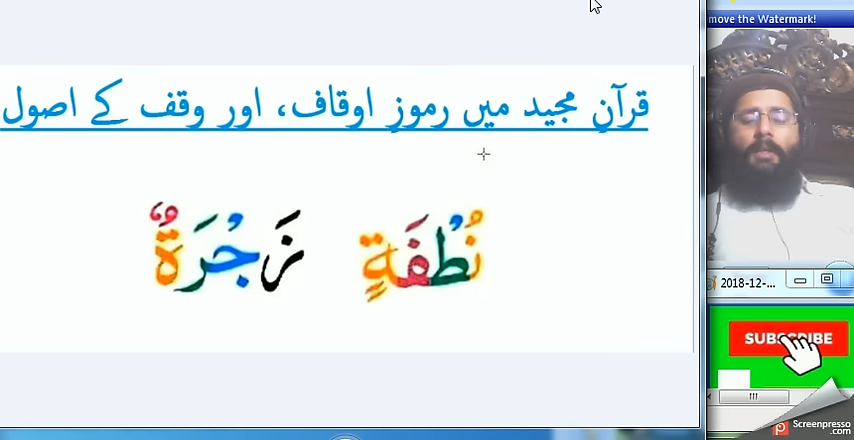 move the Watermark!
قرآن مجید میں رموز اوقاف، اور وقف کے اصول
نُطْفَةٍ زَجْرَةٌ
2018-12-...
SUBSCRIBE
Screenpresso
.com